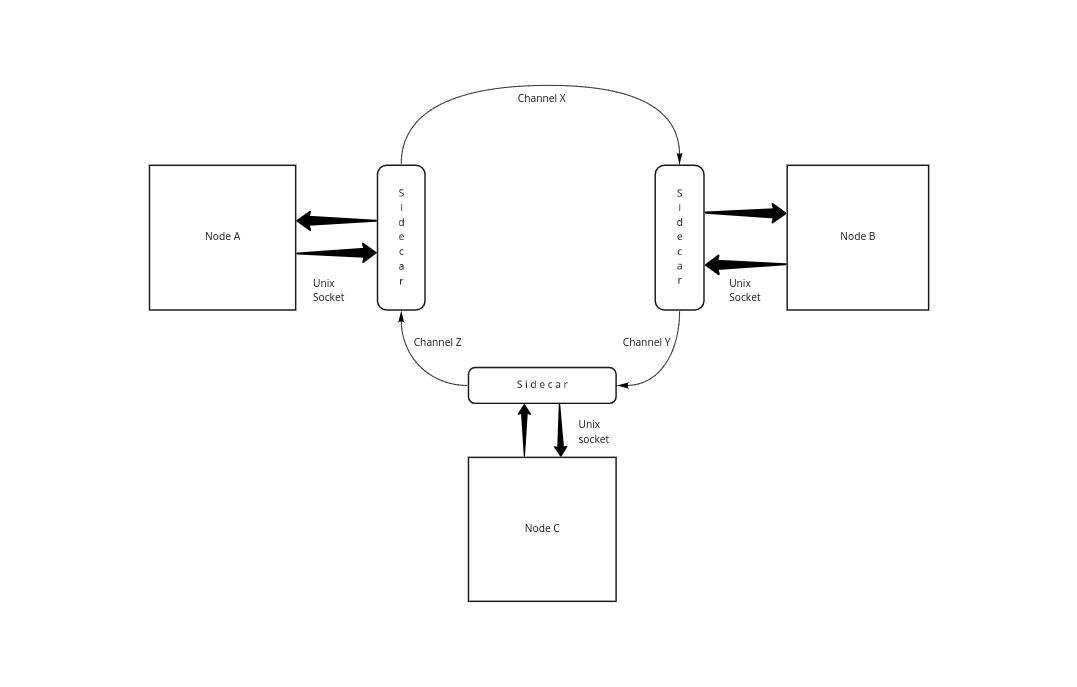 Channel X
Node A
Sidecar
Unix
Socket
Sidecar
Node B
Unix
Socket
Channel Z
Channel Y
Sidecar
Unix
socket
Node C